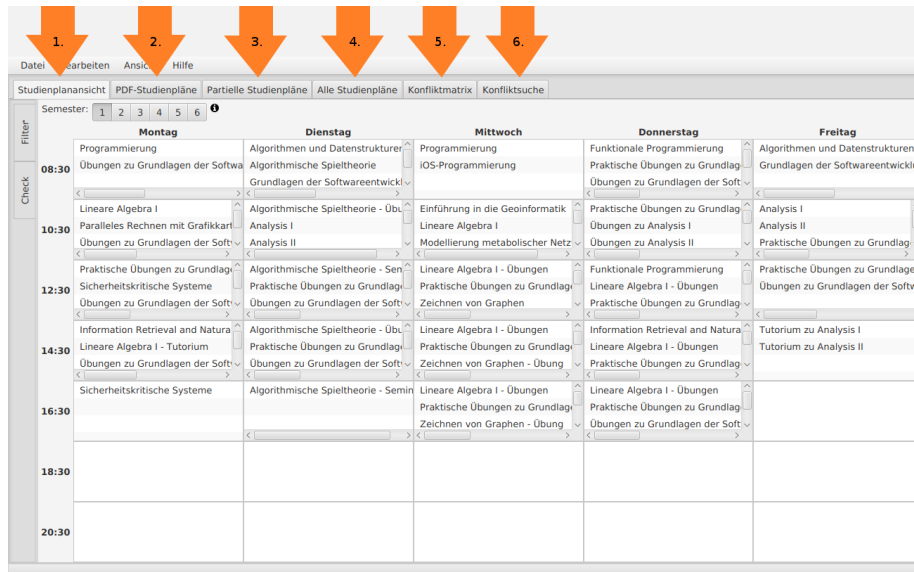 1. 2. 3. 4. 5. 6.
Datei Bearbeiten Ansicht Hilfe
Studienplanansicht PDF-Studienpläne Partielle Studienpläne Alle Studienpläne Konfliktmatrix Konfliktsuche
Filter
Check
Semester: 1 2 3 4 5 6
Montag Dienstag Mittwoch Donnerstag Freitag
08:30
Programmierung
Übungen zu Grundlagen der Softwa
Algorithmen und Datenstrukturen
Algorithmische Spieltheorie
Grundlagen der Softwareentwickl
Programmierung
iOS-Programmierung
Funktionale Programmierung
Praktische Übungen zu Grundlag
Übungen zu Grundlagen der Soft
Algorithmen und Datenstrukturen
Grundlagen der Softwareentwickl
10:30
Lineare Algebra I
Paralleles Rechnen mit Grafikkart
Übungen zu Grundlagen der Soft
Algorithmische Spieltheorie - Übu
Analysis I
Analysis II
Einführung in die Geoinformatik
Lineare Algebra I
Modellierung metabolischer Netz
Praktische Übungen zu Grundlag
Übungen zu Analysis I
Übungen zu Analysis II
Analysis I
Analysis II
Praktische Übungen zu Grundlag
12:30
Praktische Übungen zu Grundlage
Sicherheitskritische Systeme
Übungen zu Grundlagen der Soft
Algorithmische Spieltheorie - Sem
Praktische Übungen zu Grundlage
Übungen zu Grundlagen der Soft
Lineare Algebra I - Übungen
Praktische Übungen zu Grundlage
Zeichnen von Graphen
Funktionale Programmierung
Lineare Algebra I - Übungen
Praktische Übungen zu Grundlag
Praktische Übungen zu Grundlage
Übungen zu Grundlagen der Softw
14:30
Information Retrieval and Natura
Lineare Algebra I - Tutorium
Übungen zu Grundlagen der Soft
Algorithmische Spieltheorie - Übu
Praktische Übungen zu Grundlage
Übungen zu Grundlagen der Soft
Lineare Algebra I - Übungen
Praktische Übungen zu Grundlage
Zeichnen von Graphen - Übung
Information Retrieval and Natura
Lineare Algebra I - Übungen
Praktische Übungen zu Grundlag
Tutorium zu Analysis I
Tutorium zu Analysis II
16:30
Sicherheitskritische Systeme
Algorithmische Spieltheorie - Semin
Lineare Algebra I - Übungen
Praktische Übungen zu Grundlage
Zeichnen von Graphen - Übung
Lineare Algebra I - Übungen
Praktische Übungen zu Grundlag
Übungen zu Grundlagen der Soft
18:30
20:30